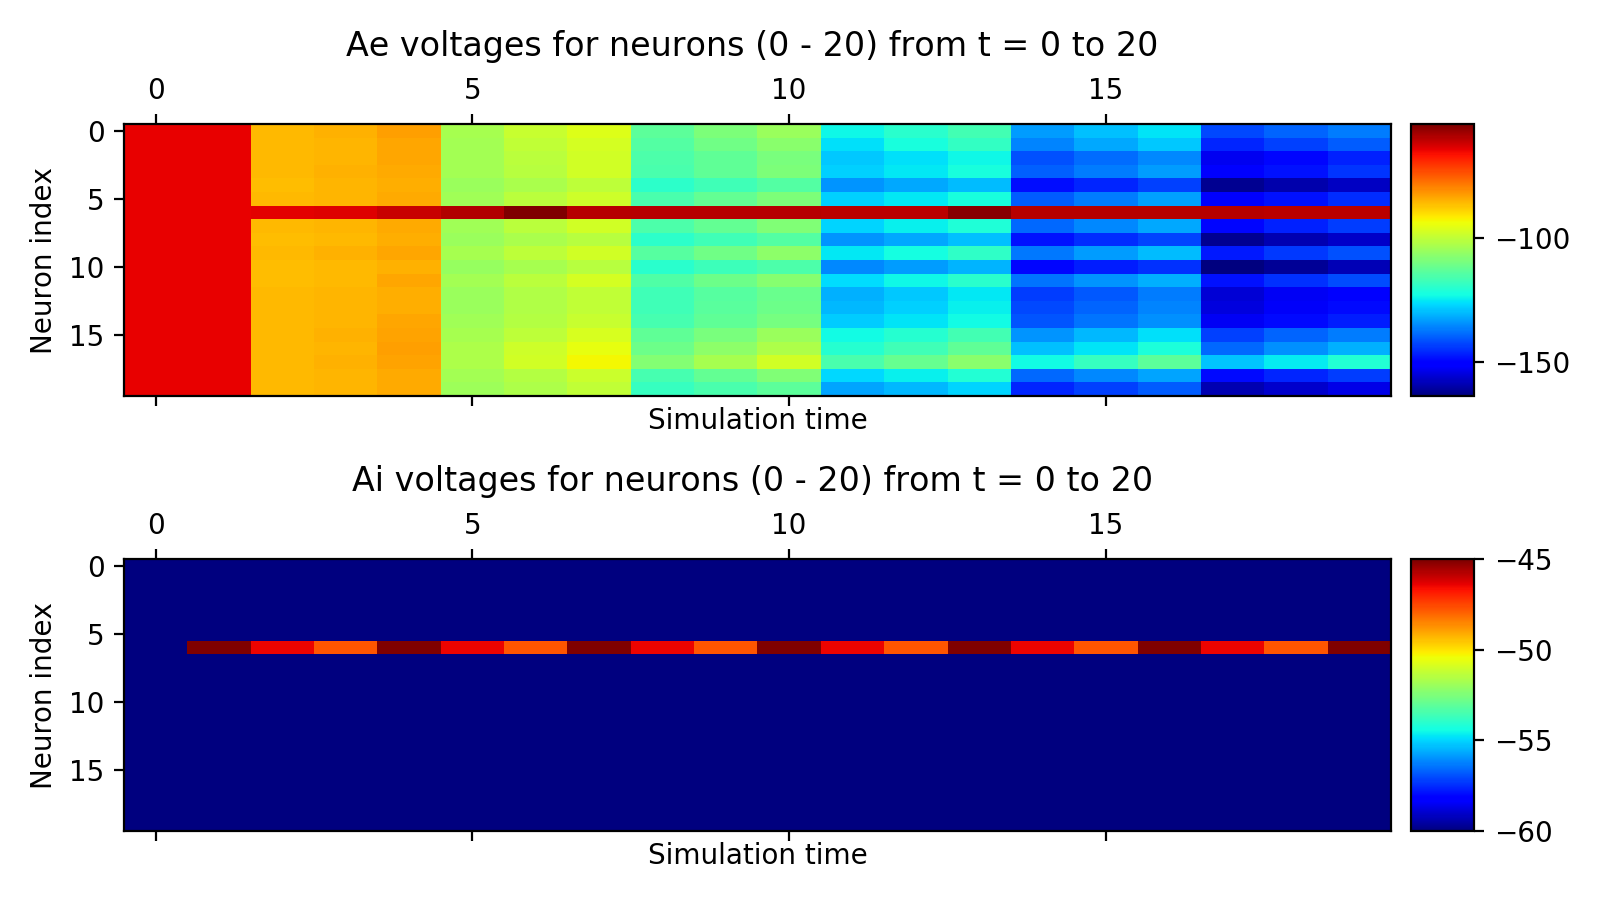 Ae voltages for neurons (0 - 20) from t = 0 to 20
0 5 10 15
0
5
10
15
Neuron index
Simulation time
−100
−150
Ai voltages for neurons (0 - 20) from t = 0 to 20
0 5 10 15
0
5
10
15
Neuron index
Simulation time
−45
−50
−55
−60